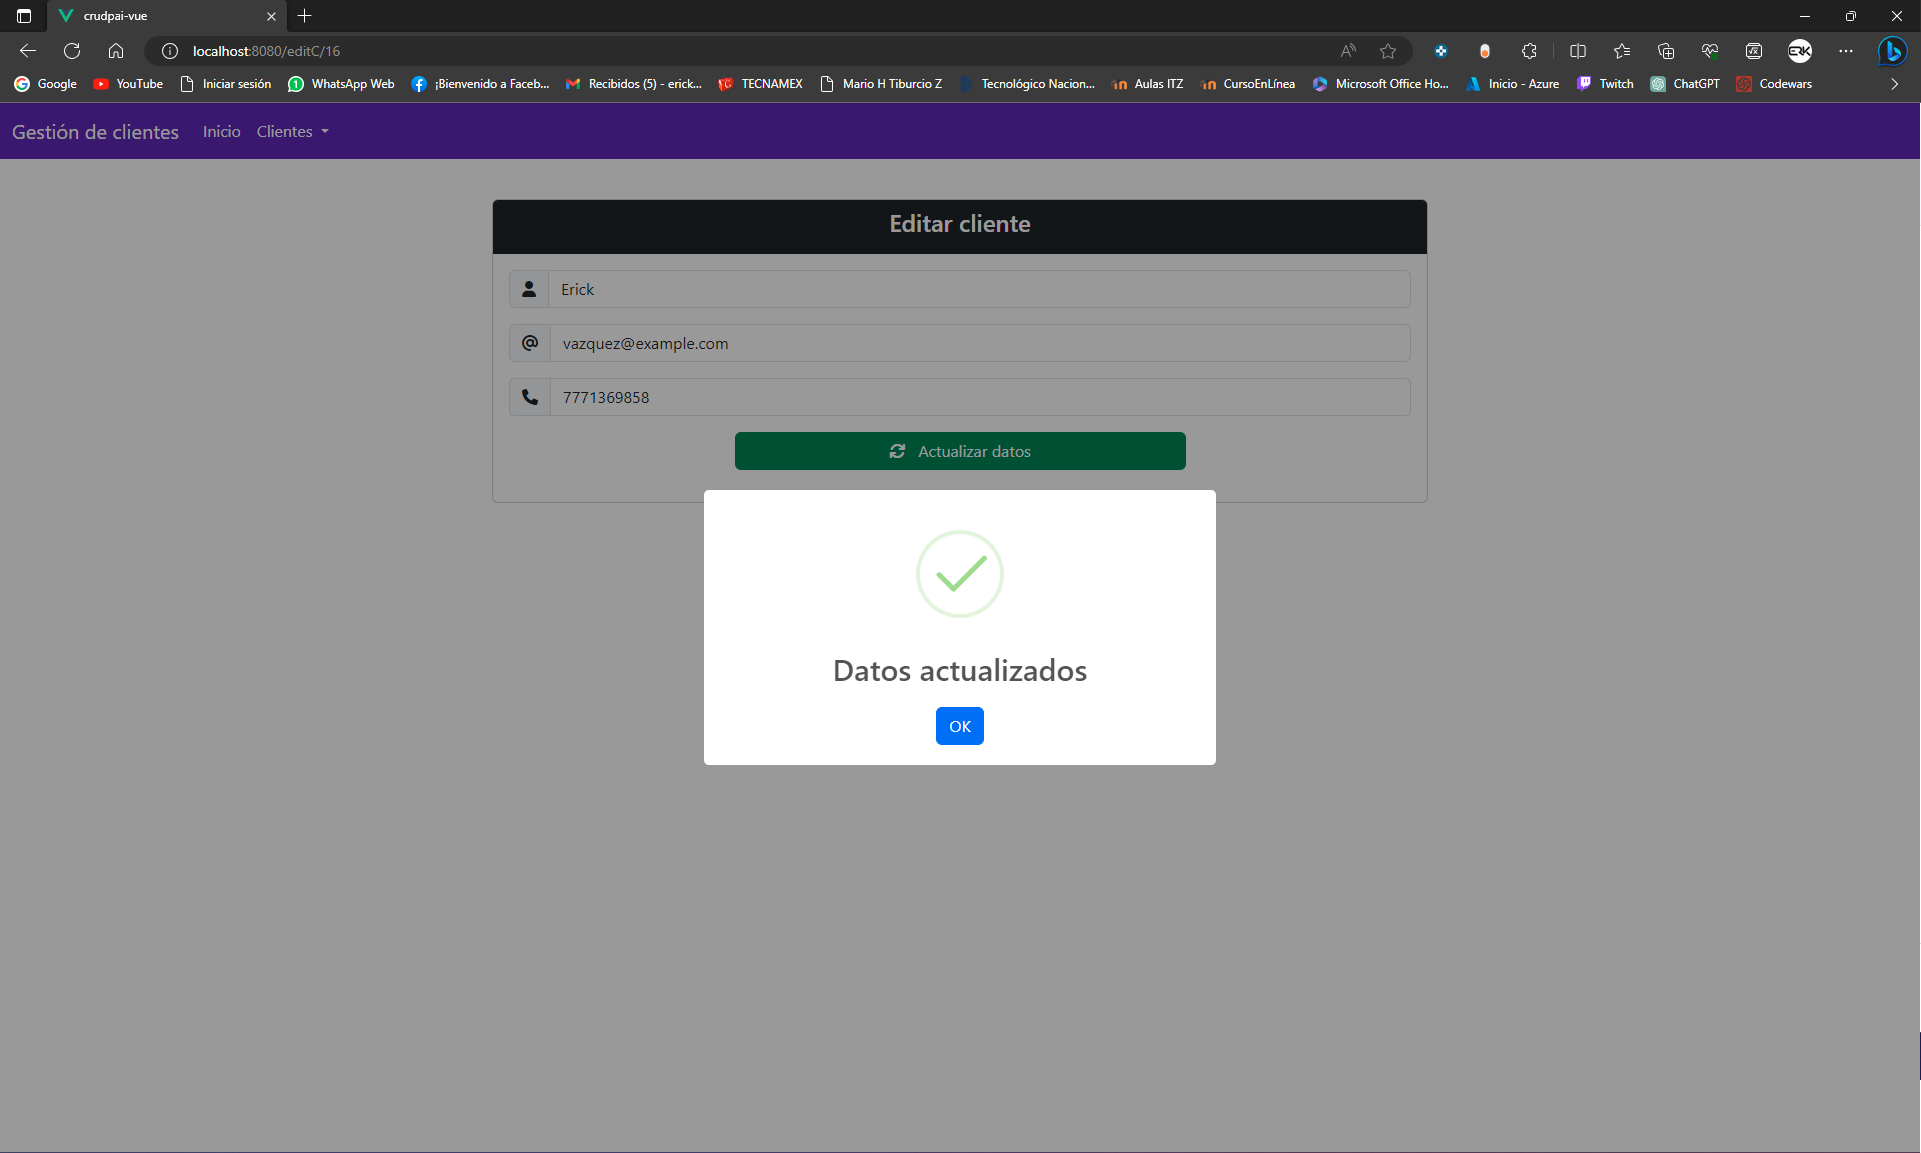 crudpai-vue
localhost:8080/editC/16
Google YouTube Iniciar sesión WhatsApp Web ¡Bienvenido a Faceb... Recibidos (5) - erick... TECNAMEX Mario H Tiburcio Z Tecnológico Nacion... Aulas ITZ CursoEnLínea Microsoft Office Ho... Inicio - Azure Twitch ChatGPT Codewars
Gestión de clientes Inicio Clientes
Editar cliente
Erick
vazquez@example.com
7771369858
Actualizar datos
Datos actualizados
OK